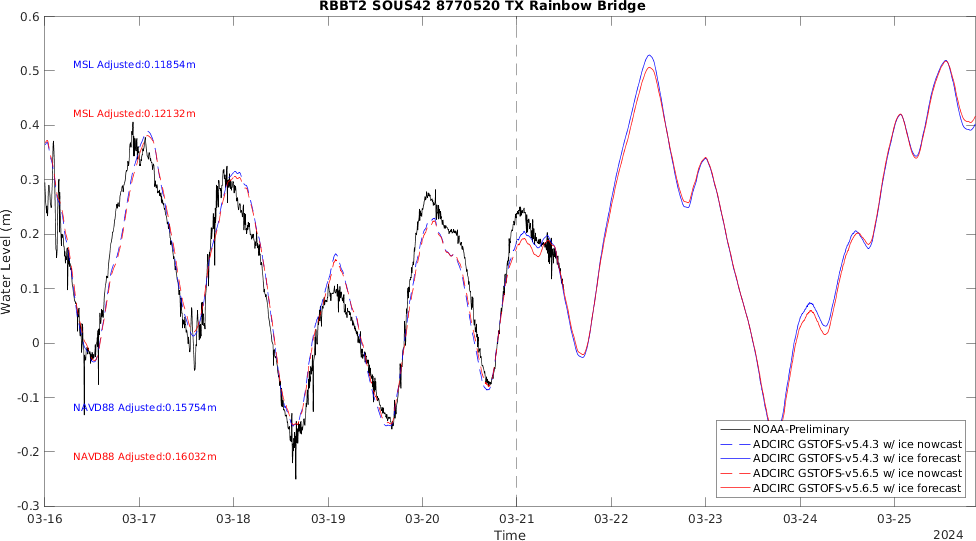 RBBT2 SOUS42 8770520 TX Rainbow Bridge
0.6
0.5
0.4
0.3
0.2
0.1
0
-0.1
-0.2
-0.3
Water Level (m)
MSL Adjusted:0.11854m
MSL Adjusted:0.12132m
NAVD88 Adjusted:0.15754m
NAVD88 Adjusted:0.16032m
NOAA-Preliminary
ADCIRC GSTOFS-v5.4.3 w/ ice nowcast
ADCIRC GSTOFS-v5.4.3 w/ ice forecast
ADCIRC GSTOFS-v5.6.5 w/ ice nowcast
ADCIRC GSTOFS-v5.6.5 w/ ice forecast
03-16 03-17 03-18 03-19 03-20 03-21 03-22 03-23 03-24 03-25
Time
2024